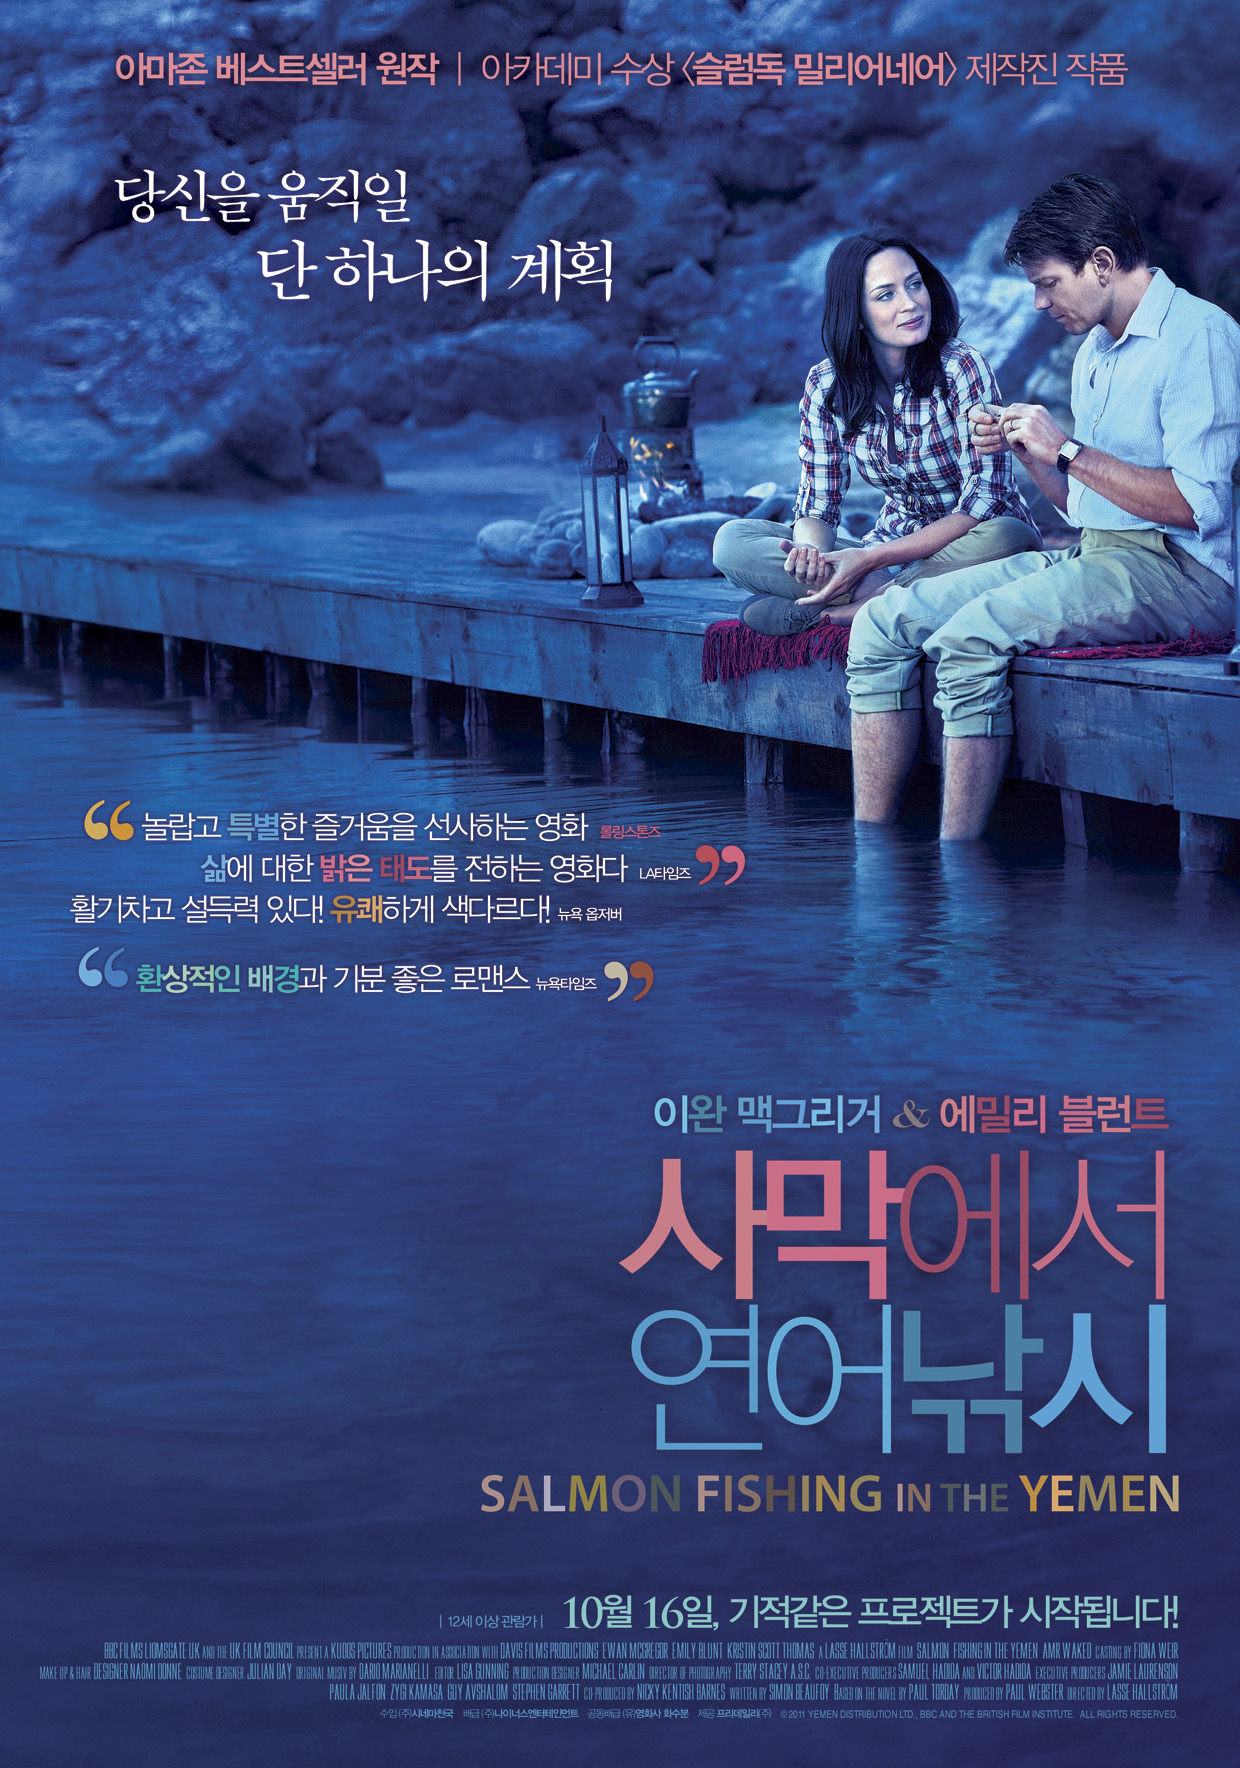 아마존 베스트셀러 원작 | 아카데미 수상 <슬럼독 밀리어네어> 제작진 작품
당신을 움직일
단 하나의 계획
“ 놀랍고 특별한 즐거움을 선사하는 영화 롤링스톤즈
삶에 대한 밝은 태도를 전하는 영화다 LA타임즈 ”
활기차고 설득력 있다! 유쾌하게 색다르다! 뉴욕 옵저버
“ 환상적인 배경과 기분 좋은 로맨스 뉴욕타임즈 ”
이완 맥그리거 & 에밀리 블런트
사막에서
연어낚시
SALMON FISHING IN THE YEMEN
| 12세 이상 관람가 | 10월 16일, 기적같은 프로젝트가 시작됩니다!
BBC FILMS LIONSGATE UK AND THE UK FILM COUNCIL PRESENT A KUDOS PICTURES PRODUCTION IN ASSOCIATION WITH DAVIS FILMS PRODUCTIONS EWAN MCGREGOR EMILY BLUNT KRISTIN SCOTT THOMAS A LASSE HALLSTRÖM FILM SALMON FISHING IN THE YEMEN AMR WAKED CASTING BY FIONA WEIR
MAKE UP & HAIR DESIGNER NAOMI DONNE COSTUME DESIGNER JULIAN DAY ORIGINAL MUSIV BY DARIO MARIANELLI EDITOR LISA GUNNING PRODUCTION DESIGNER MICHAEL CARLIN DIRECTOR OF PHOTOGRAPHY TERRY STACEY A.S.C. CO-EXECUTIVE PRODUCERS SAMUEL HADIDA AND VICTOR HADIDA EXECUTIVE PRODUCERS JAMIE LAURENSON
PAULA JALFON ZYGI KAMASA GUY AVSHALOM STEPHEN GARRETT CO-PRODUCED BY NICKY KENTISH BARNES WRITTEN BY SIMON BEAUFOY BASED ON THE NOVEL BY PAUL TORDAY PRODUCED BY PAUL WEBSTER DIRECTED BY LASSE HALLSTRÖM
수입 (주)시네마천국 배급 (주)나이너스엔터테인먼트 공동배급 (유)영화사 화수분 제공 프리데일리(주) © 2011 YEMEN DISTRIBUTION LTD., BBC AND THE BRITISH FILM INSTITUTE. ALL RIGHTS RESERVED.